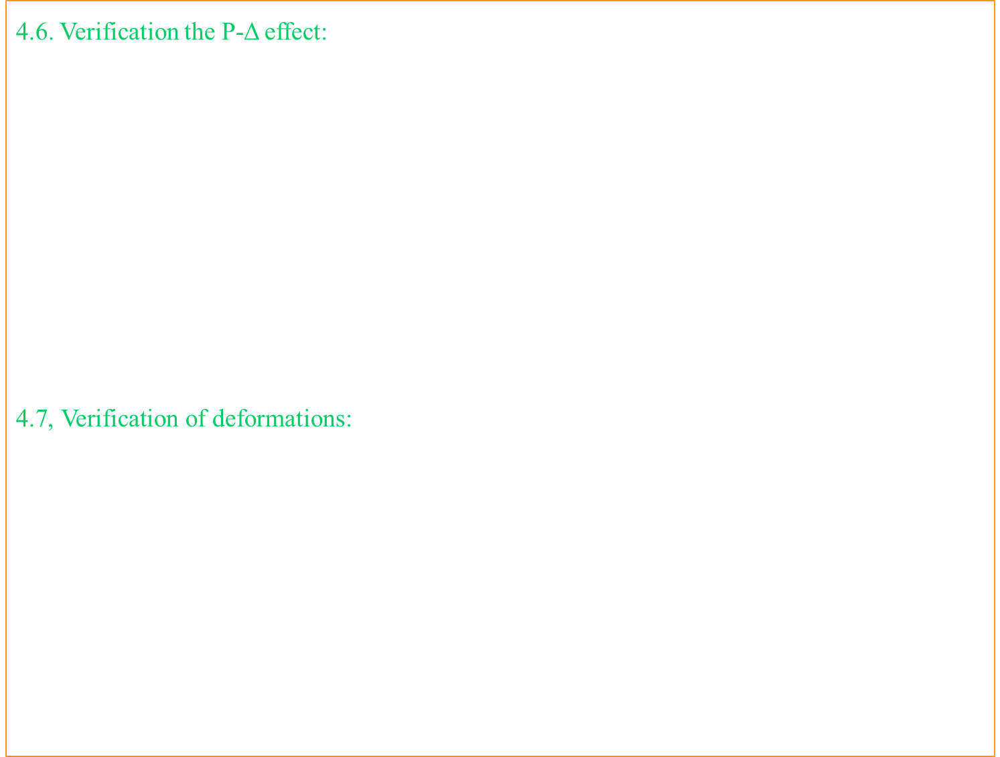 4.6. Verification the P-Δ effect:
4.7, Verification of deformations: